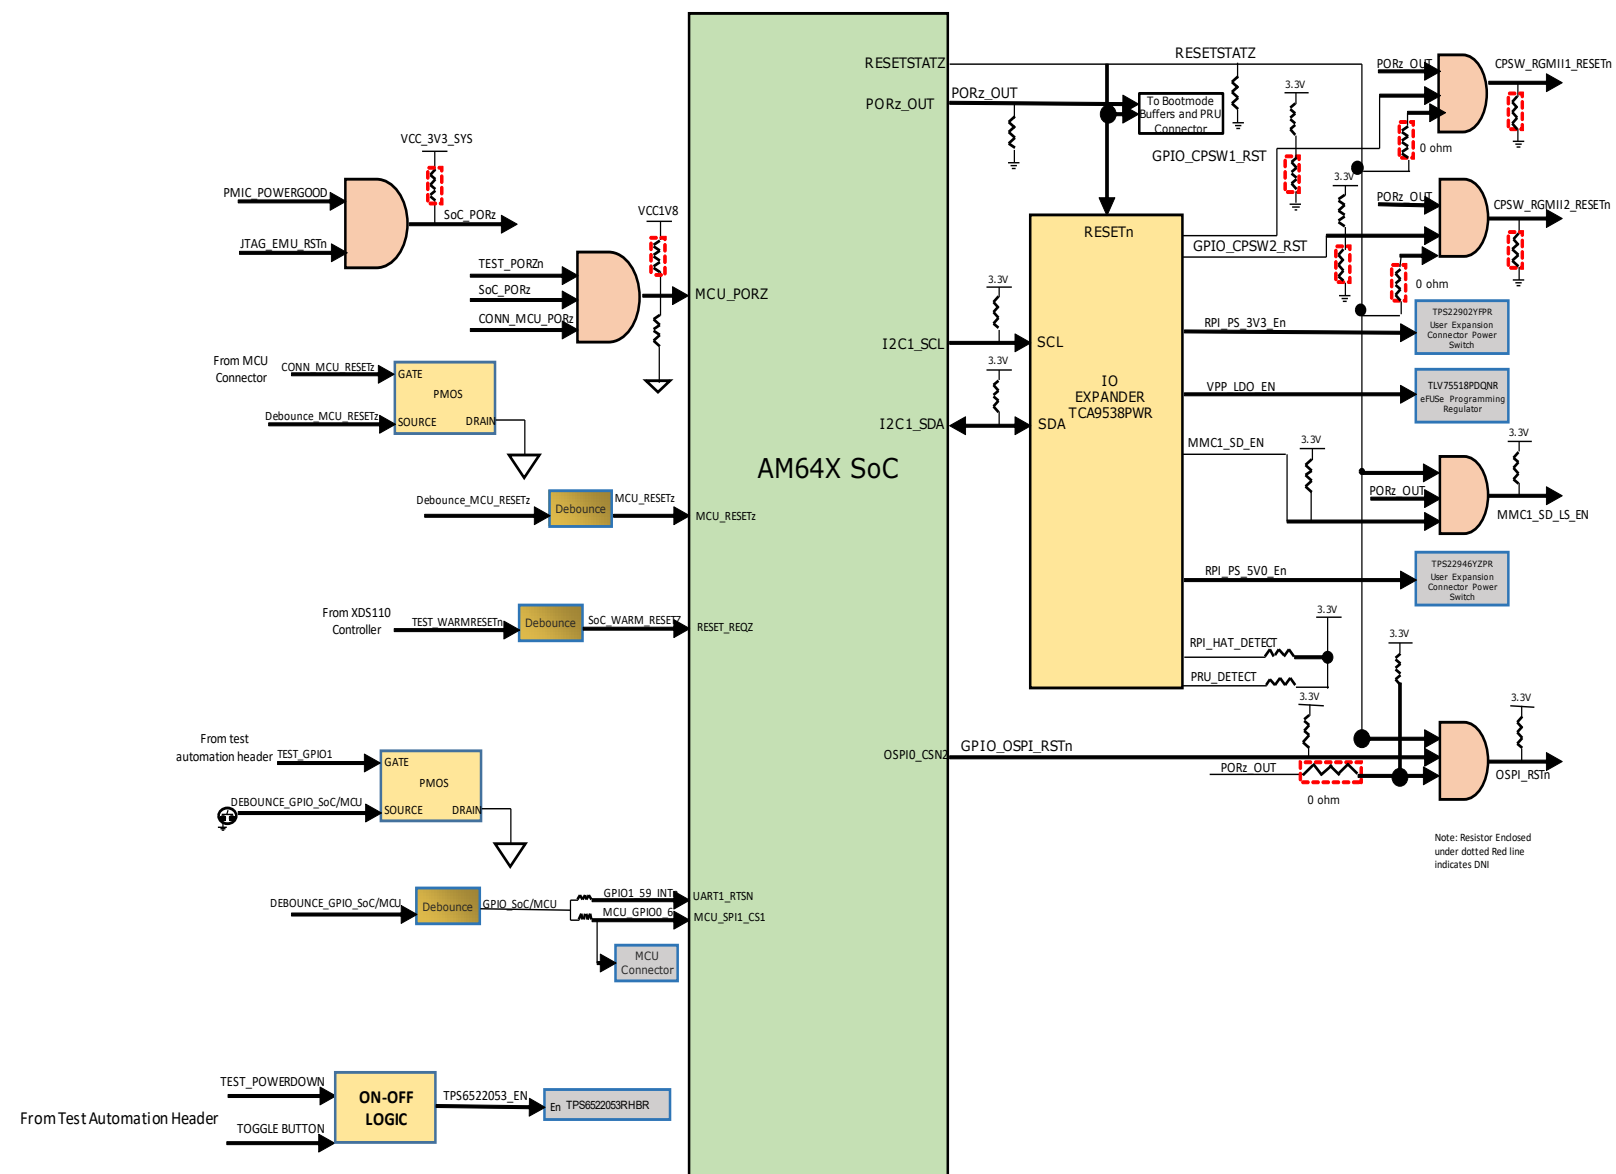 RESETSTATZ
RESETSTATZ
PORz_OUT
CPSW_RGMII1_RESETn
PORz_OUT
PORz_OUT
3.3V
To Bootmode
Buffers and PRU
Connector
VCC_3V3_SYS
GPIO_CPSW1_RST
0 ohm
PMIC_POWERGOOD
SoC_PORz
JTAG_EMU_RSTn
VCC1V8
3.3V
PORz_OUT
CPSW_RGMII2_RESETn
RESETn
GPIO_CPSW2_RST
TEST_PORZn
SoC_PORz
CONN_MCU_PORz
MCU_PORZ
3.3V
0 ohm
RPI_PS_3V3_En
TPS22902YFPR
User Expansion
Connector Power
Switch
I2C1_SCL
SCL
3.3V
From MCU
Connector
CONN_MCU_RESETz
GATE
PMOS
Debounce_MCU_RESETz
SOURCE
DRAIN
IO
EXPANDER
TCA9538PWR
VPP_LDO_EN
TLV75518PDQNR
eFUSe Programming
Regulator
I2C1_SDA
SDA
MMC1_SD_EN
3.3V
3.3V
AM64X SoC
PORz_OUT
MMC1_SD_LS_EN
Debounce_MCU_RESETz
Debounce
MCU_RESETz
MCU_RESETz
RPI_PS_5V0_En
TPS22946YZPR
User Expansion
Connector Power
Switch
From XDS110
Controller
TEST_WARMRESETn
Debounce
SoC_WARM_RESETZ
RESET_REQZ
3.3V
3.3V
RPI_HAT_DETECT
PRU_DETECT
3.3V
3.3V
From test
automation header
TEST_GPIO1
GATE
PMOS
DEBOUNCE_GPIO_SoC/MCU
SOURCE
DRAIN
OSPI0_CSN2
GPIO_OSPI_RSTn
PORz_OUT
0 ohm
OSPI_RSTn
Note: Resistor Enclosed
under dotted Red line
indicates DNI
DEBOUNCE_GPIO_SoC/MCU
Debounce
GPIO_SoC/MCU
GPIO1_59_INT
UART1_RTSN
MCU_GPIO0_6
MCU_SPI1_CS1
MCU
Connector
TEST_POWERDOWN
From Test Automation Header
TOGGLE BUTTON
ON-OFF
LOGIC
TPS6522053_EN
En TPS6522053RHBR